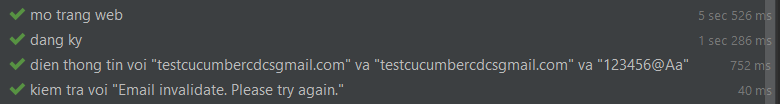 mo trang web 5 sec 526 ms
dang ky 1 sec 286 ms
dien thong tin voi "testcucumbercdcsgmail.com" va "testcucumbercdcsgmail.com" va "123456@Aa" 752 ms
kiem tra voi "Email invalidate. Please try again." 40 ms